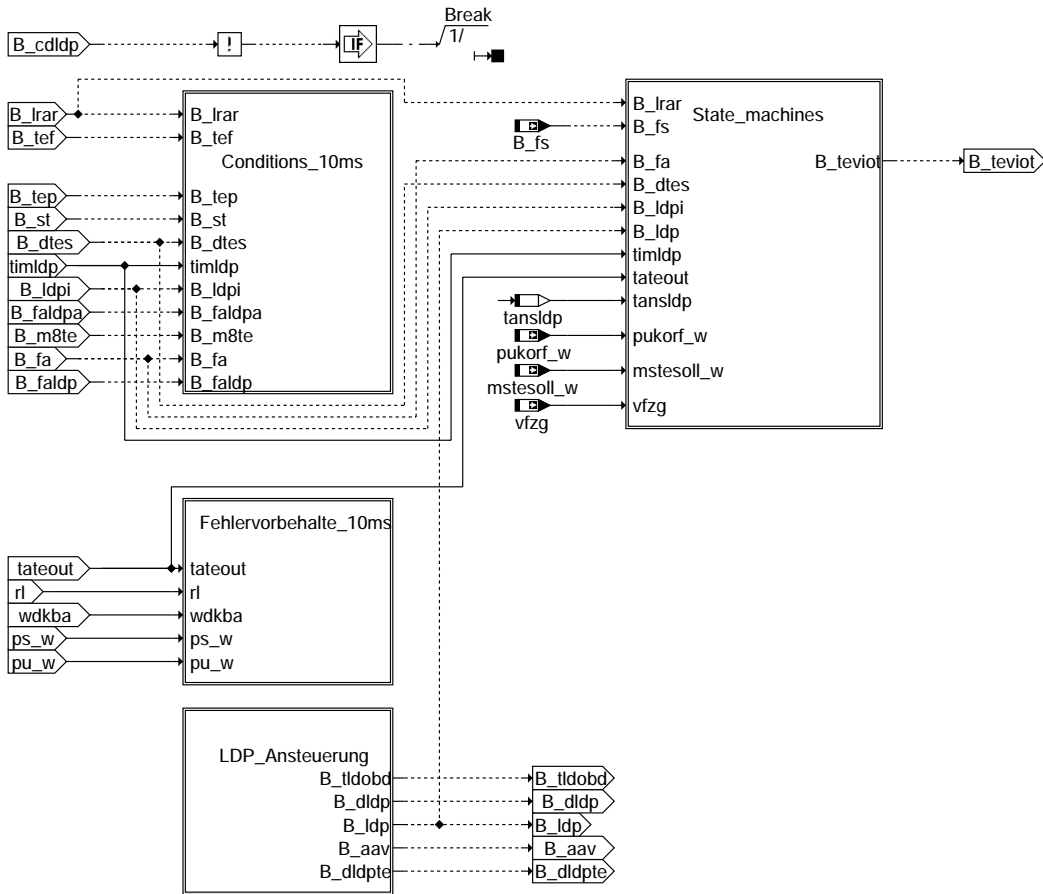 Break
1/
B_cdldp
!
IF
B_lrar
B_tef
B_tep
B_st
B_dtes
timldp
B_ldpi
B_faldpa
B_m8te
B_fa
B_faldp
B_lrar
B_tef
Conditions_10ms
B_tep
B_st
B_dtes
timldp
B_ldpi
B_faldpa
B_m8te
B_fa
B_faldp
B_fs
tansldp
pukorf_w
mstesoll_w
vfzg
B_lrar
State_machines
B_fs
B_fa
B_teviot
B_dtes
B_ldpi
B_ldp
timldp
tateout
tansldp
pukorf_w
mstesoll_w
vfzg
B_teviot
Fehlervorbehalte_10ms
tateout
rl
wdkba
ps_w
pu_w
tateout
rl
wdkba
ps_w
pu_w
LDP_Ansteuerung
B_tldobd
B_dldp
B_ldp
B_aav
B_dldpte
B_tldobd
B_dldp
B_ldp
B_aav
B_dldpte